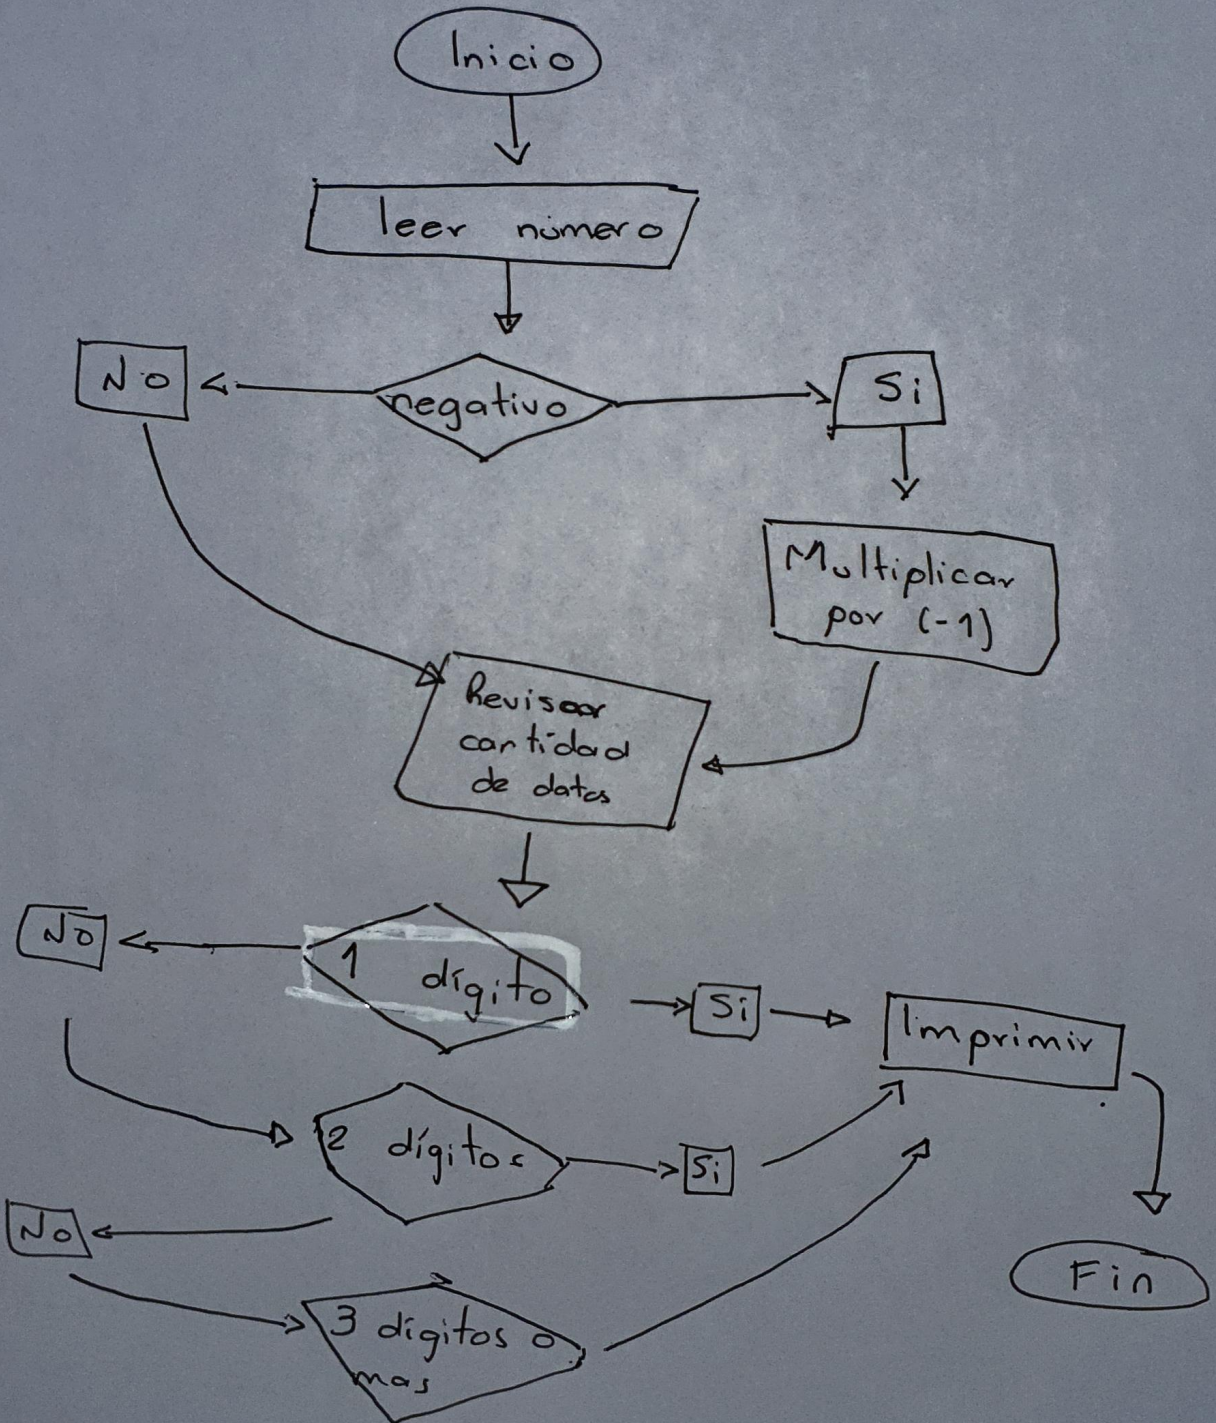 Inicio
leer número
No
negativo
Si
Multiplicar
por (-1)
Revisar
cantidad
de datos
No
1 dígito
Si
Imprimir
2 dígitos
Si
No
Fin
3 dígitos o
mas